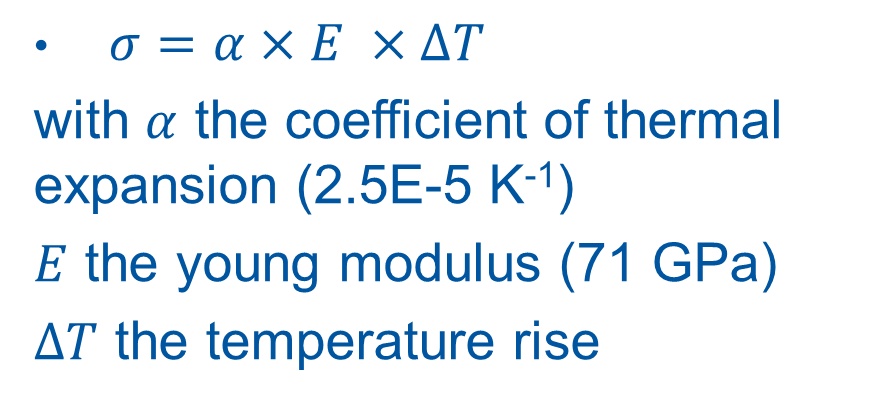 • σ = α × E × ΔT
with α the coefficient of thermal
expansion (2.5E-5 K⁻¹)
E the young modulus (71 GPa)
ΔT the temperature rise